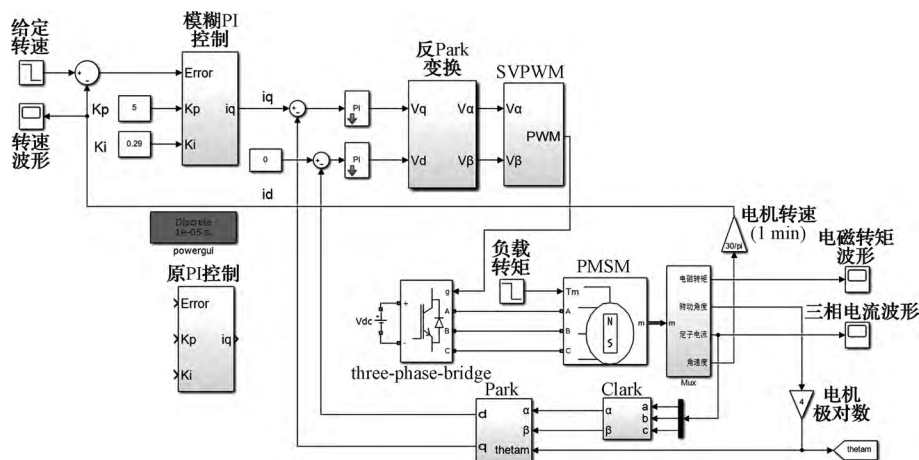 给定
转速
模糊PI
控制
反Park
变换
SVPWM
Error
Kp
Ki
iq
Kp
5
Ki
0.29
转速
波形
iq
PI
0
PI
id
Vq
Vd
Vα
Vβ
Vα
Vβ
PWM
Discrete
1e-05 s.
powergui
原PI控制
Error
Kp
Ki
iq
电机转速
(1 min)
30/pi
电磁转矩
波形
三相电流波形
负载
转矩
PMSM
Vdc
+
-
g
A
B
C
three-phase-bridge
Tm
A
B
C
N
S
m
m
电磁转矩
转动角度
定子电流
角速度
Mux
Park
d
q
α
β
thetam
Clark
α
β
a
b
c
4
电机
极对数
thetam